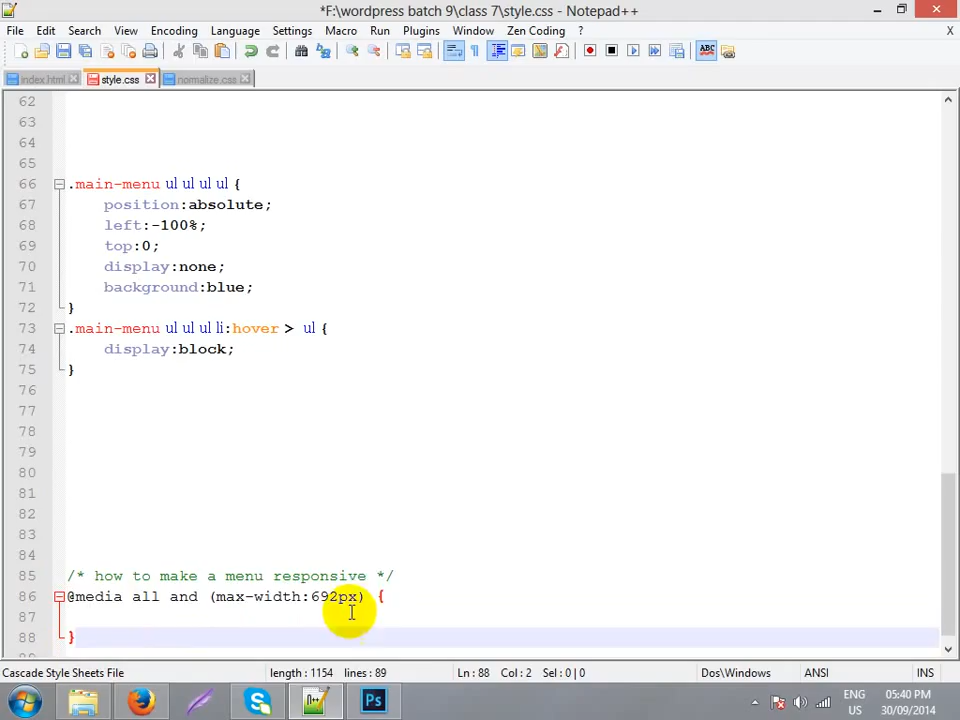 *F:\wordpress batch 9\class 7\style.css - Notepad++
File Edit Search View Encoding Language Settings Macro Run Plugins Window Zen Coding ? X
index.html style.css normalize.css
62
63
64
65
66 .main-menu ul ul ul ul {
67 position:absolute;
68 left:-100%;
69 top:0;
70 display:none;
71 background:blue;
72 }
73 .main-menu ul ul ul li:hover > ul {
74 display:block;
75 }
76
77
78
79
80
81
82
83
84
85 /* how to make a menu responsive */
86 @media all and (max-width:692px) {
87
88 }
89
Cascade Style Sheets File length : 1154 lines : 89 Ln : 88 Col : 2 Sel : 0 | 0 Dos\Windows ANSI INS
ENG 05:40 PM
US 30/09/2014